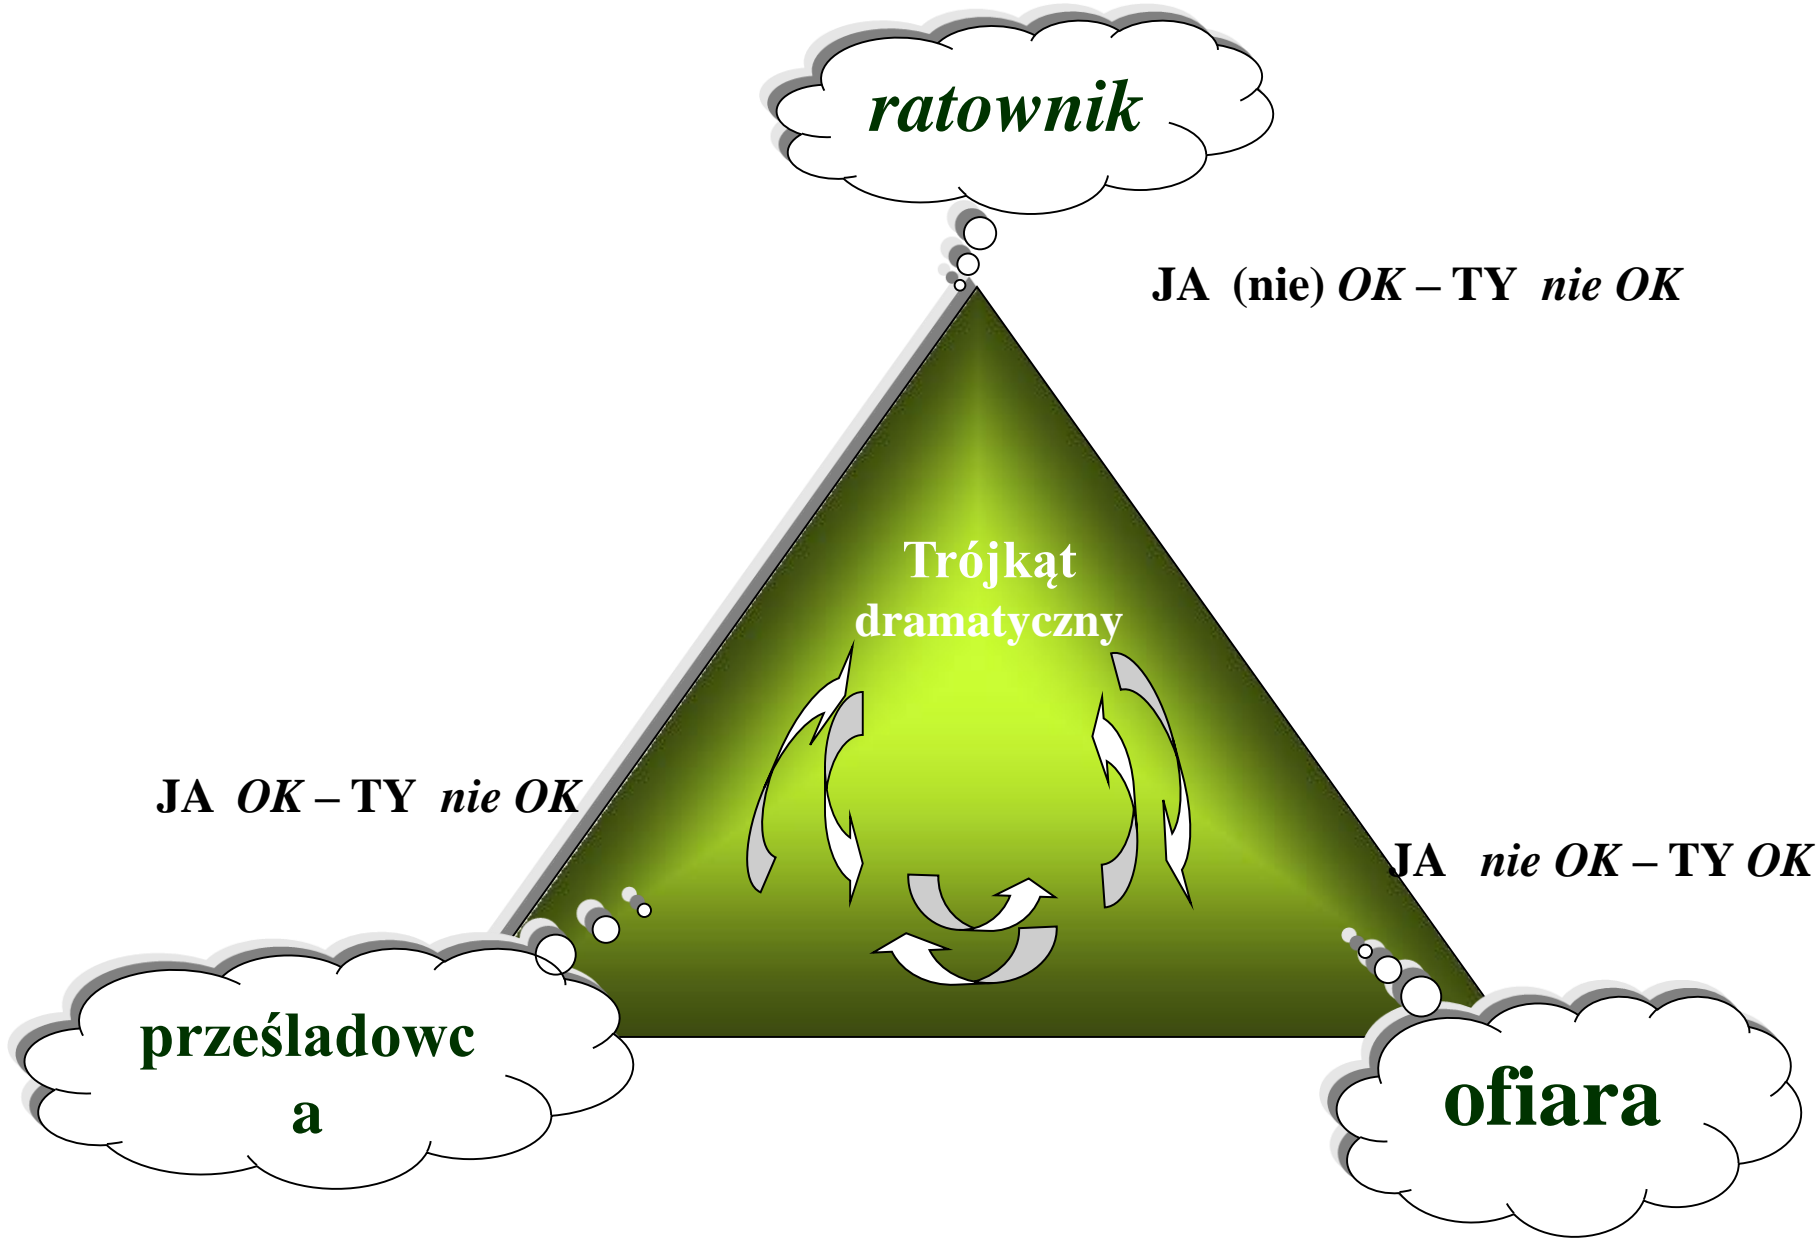 ratownik
JA (nie) OK – TY nie OK
Trójkąt
dramatyczny
JA OK – TY nie OK
JA nie OK – TY OK
prześladowc
a
ofiara